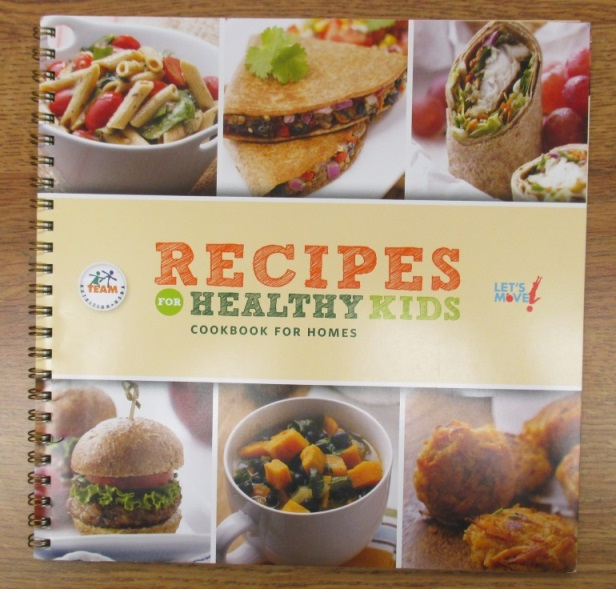 RECIPES
FOR HEALTHY KIDS
COOKBOOK FOR HOMES
TEAM
LET'S
MOVE!